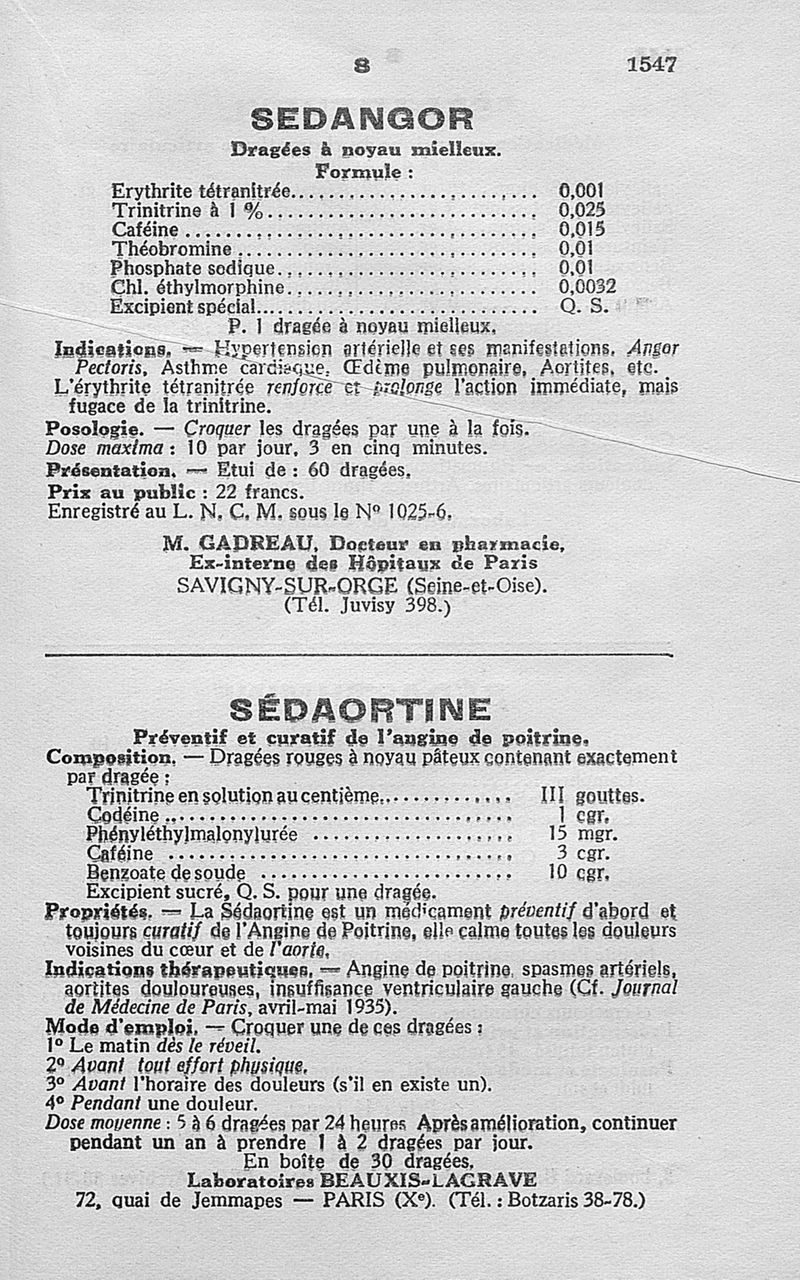 S 1547
SEDANGOR
Dragées à noyau mielleux.
Formule :
Erythrite tétranitrée........................ 0,001
Trinitrine à 1 %........................ 0,025
Caféine ........................ 0,015
Théobromine ........................ 0,01
Phosphate sodique........................ 0,01
Chl. éthylmorphine........................ 0,0032
Excipient spécial........................ Q. S.
P. 1 dragée à noyau mielleux.
Indications. — Hypertension artérielle et ses manifestations. Angor
Pectoris, Asthme cardiaque. Œdème pulmonaire, Aortites, etc.
L'érythrite tétranitrée renforce et prolonge l'action immédiate, mais
fugace de la trinitrine.
Posologie. — Croquer les dragées par une à la fois.
Dose maxima : 10 par jour, 3 en cinq minutes.
Présentation. — Etui de : 60 dragées.
Prix au public : 22 francs.
Enregistré au L. N. C. M. sous le Nº 1025-6.
M. GADREAU, Docteur en pharmacie,
Ex-interne des Hôpitaux de Paris
SAVIGNY-SUR-ORGE (Seine-et-Oise).
(Tél. Juvisy 398.)
SÉDAORTINE
Préventif et curatif de l'angine de poitrine.
Composition. — Dragées rouges à noyau pâteux contenant exactement
par dragée :
Trinitrine en solution au centième.............. III gouttes.
Codéine ........................ 1 cgr.
Phényléthylmalonylurée .................... 15 mgr.
Caféine ........................ 3 cgr.
Benzoate de soude ........................ 10 cgr.
Excipient sucré, Q. S. pour une dragée.
Propriétés. — La Sédaortine est un médicament préventif d'abord et
toujours curatif de l'Angine de Poitrine, elle calme toutes les douleurs
voisines du cœur et de l'aorte.
Indications thérapeutiques. — Angine de poitrine, spasmes artériels,
aortites douloureuses, insuffisance ventriculaire gauche (Cf. Journal
de Médecine de Paris, avril-mai 1935).
Mode d'emploi. — Croquer une de ces dragées :
1º Le matin dès le réveil.
2º Avant tout effort physique.
3º Avant l'horaire des douleurs (s'il en existe un).
4º Pendant une douleur.
Dose moyenne : 5 à 6 dragées par 24 heures Après amélioration, continuer
pendant un an à prendre 1 à 2 dragées par jour.
En boîte de 30 dragées.
Laboratoires BEAUXIS-LAGRAVE
72, quai de Jemmapes — PARIS (Xᵉ). (Tél. : Botzaris 38-78.)